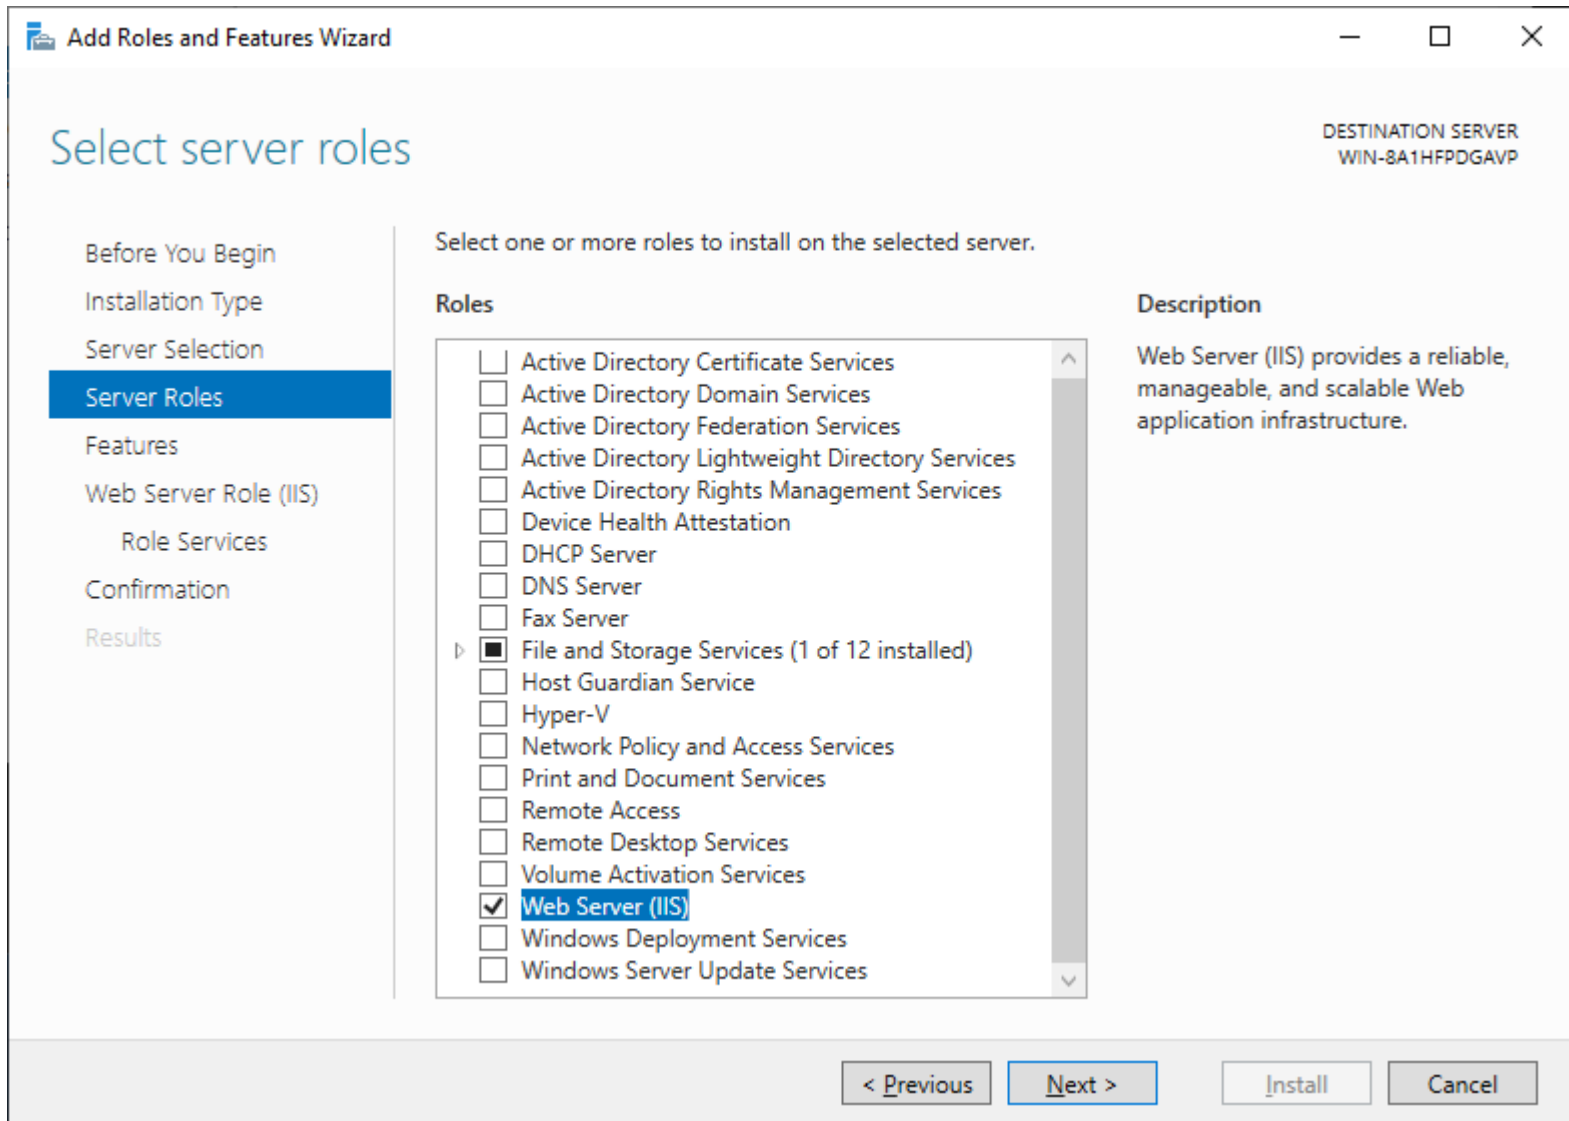 Add Roles and Features Wizard
Select server roles
DESTINATION SERVER
WIN-8A1HFPDGAVP
Before You Begin
Installation Type
Server Selection
Server Roles
Features
Web Server Role (IIS)
Role Services
Confirmation
Results
Select one or more roles to install on the selected server.
Roles
Active Directory Certificate Services
Active Directory Domain Services
Active Directory Federation Services
Active Directory Lightweight Directory Services
Active Directory Rights Management Services
Device Health Attestation
DHCP Server
DNS Server
Fax Server
File and Storage Services (1 of 12 installed)
Host Guardian Service
Hyper-V
Network Policy and Access Services
Print and Document Services
Remote Access
Remote Desktop Services
Volume Activation Services
Web Server (IIS)
Windows Deployment Services
Windows Server Update Services
Description
Web Server (IIS) provides a reliable,
manageable, and scalable Web
application infrastructure.
< Previous
Next >
Install
Cancel